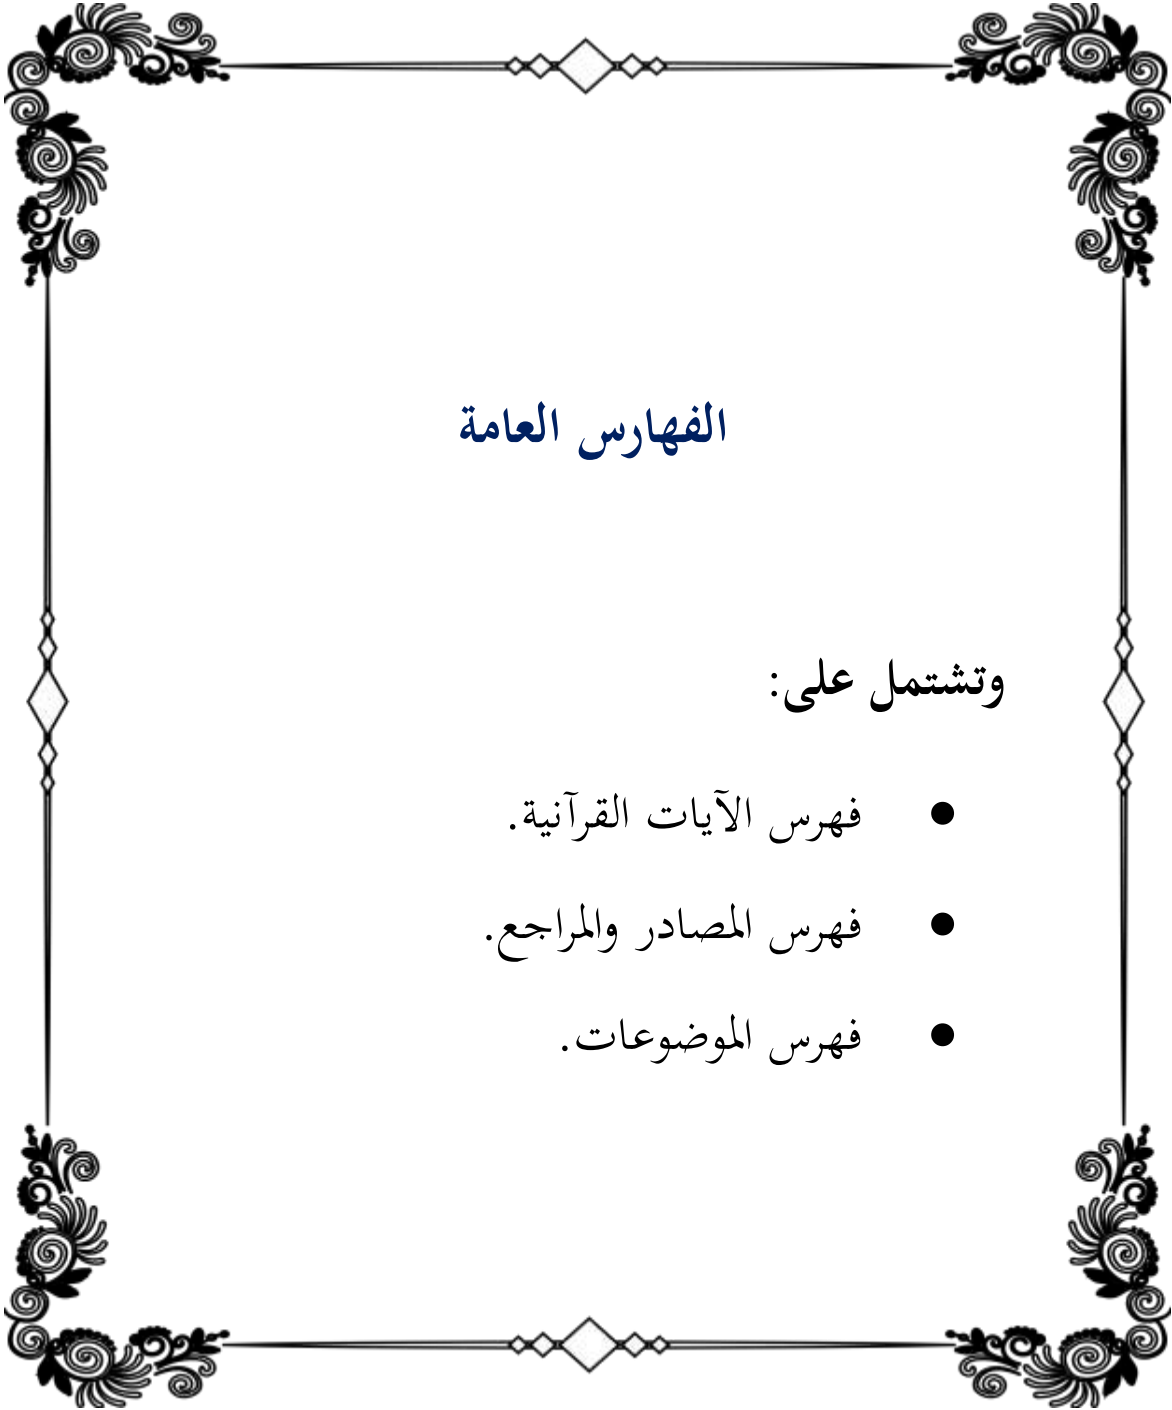 الفهارس العامة
وتشتمل على:
● فهرس الآيات القرآنية.
● فهرس المصادر والمراجع.
● فهرس الموضوعات.